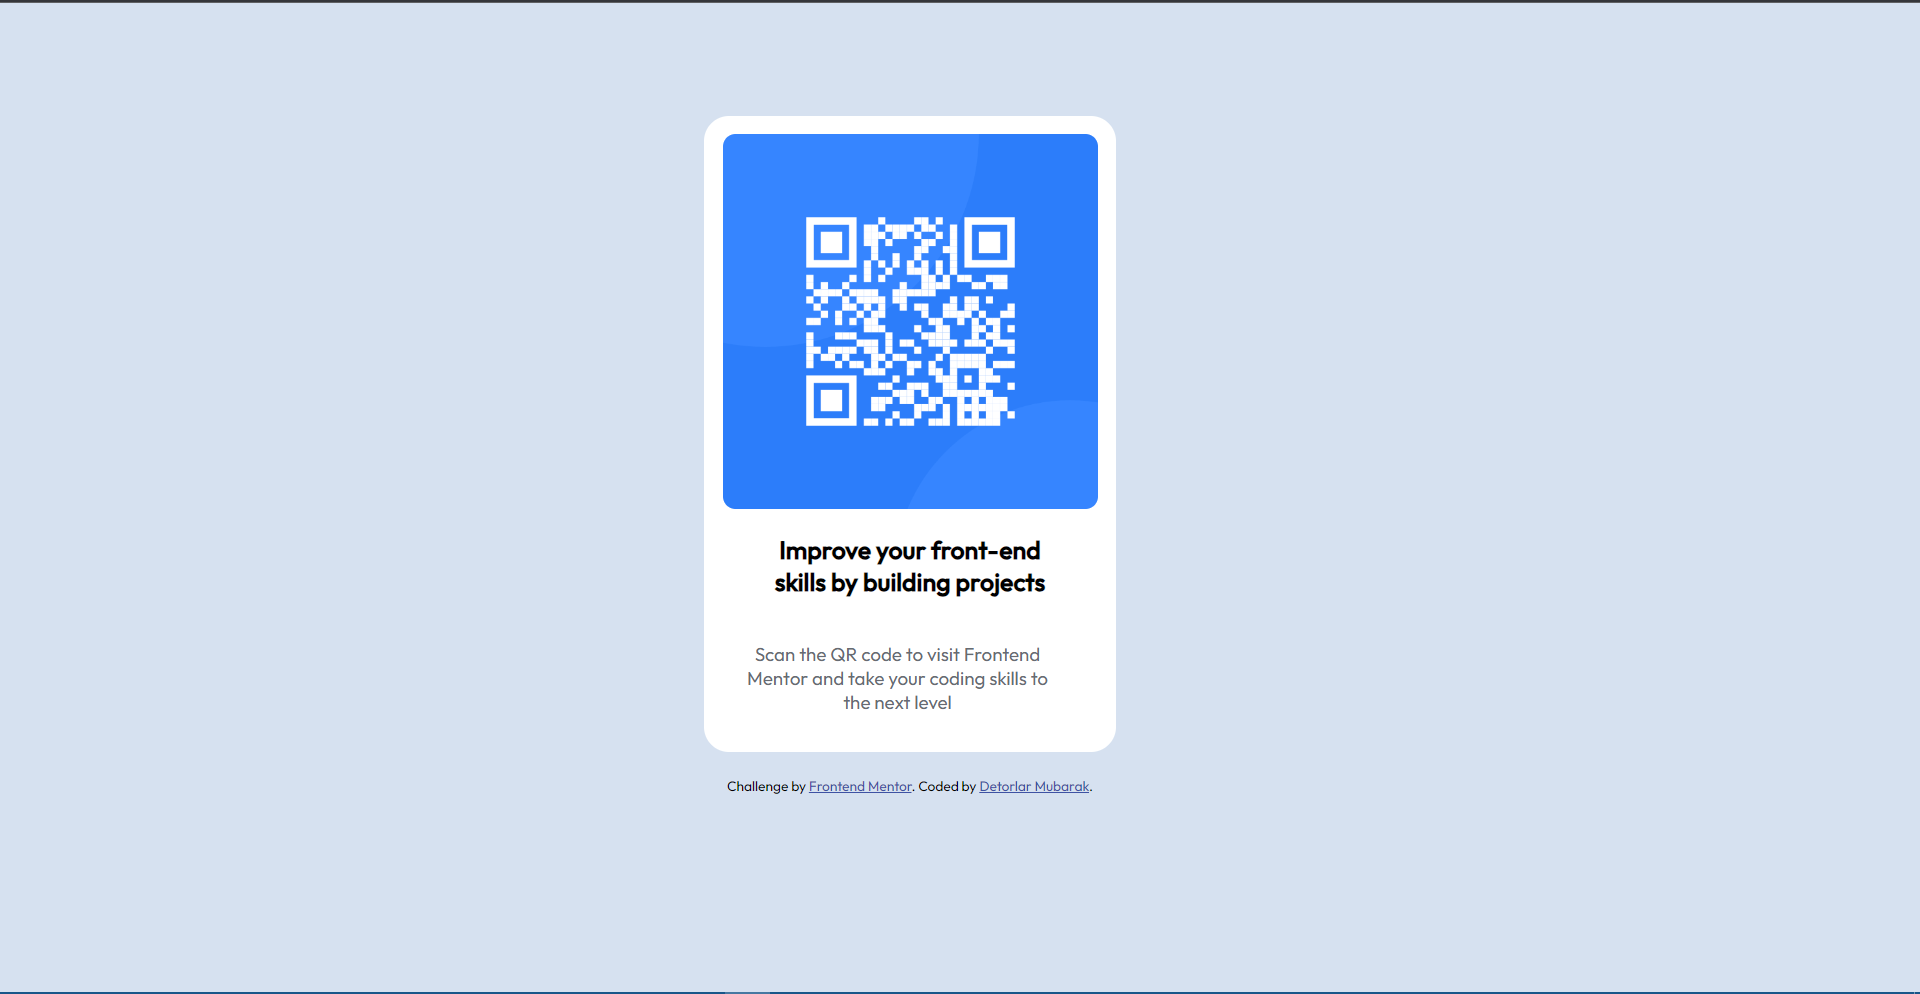 Improve your front-end
skills by building projects
Scan the QR code to visit Frontend
Mentor and take your coding skills to
the next level
Challenge by Frontend Mentor. Coded by Detorlar Mubarak.